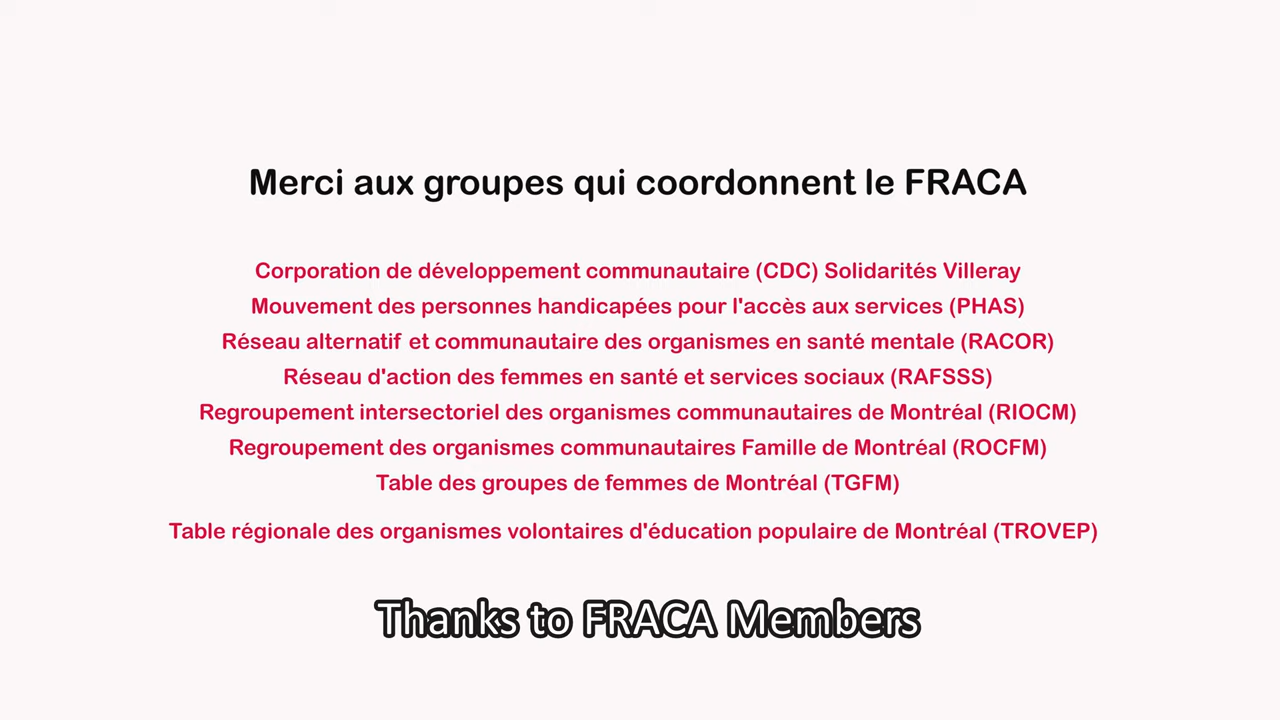 Merci aux groupes qui coordonnent le FRACA
Corporation de développement communautaire (CDC) Solidarités Villeray
Mouvement des personnes handicapées pour l'accès aux services (PHAS)
Réseau alternatif et communautaire des organismes en santé mentale (RACOR)
Réseau d'action des femmes en santé et services sociaux (RAFSSS)
Regroupement intersectoriel des organismes communautaires de Montréal (RIOCM)
Regroupement des organismes communautaires Famille de Montréal (ROCFM)
Table des groupes de femmes de Montréal (TGFM)
Table régionale des organismes volontaires d'éducation populaire de Montréal (TROVEP)
Thanks to FRACA Members